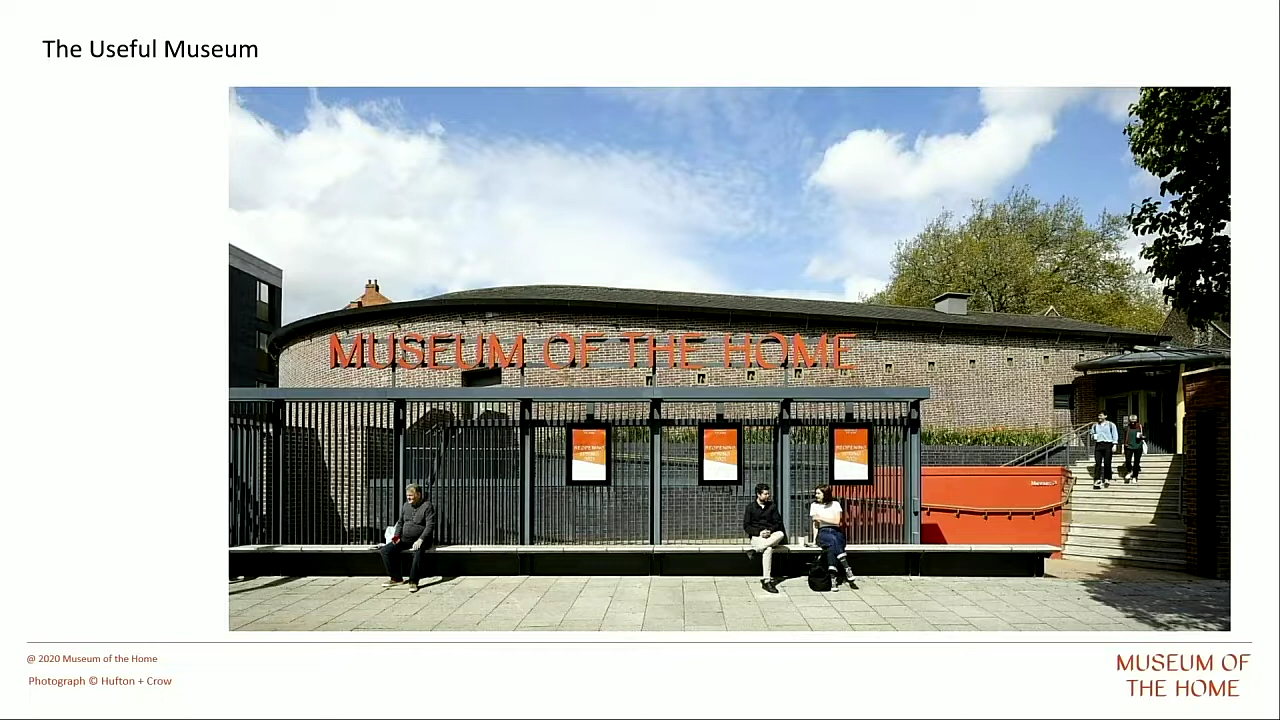 The Useful Museum
MUSEUM OF THE HOME
REOPENING
REOPENING
REOPENING
@ 2020 Museum of the Home
Photograph © Hufton + Crow
MUSEUM OF
THE HOME